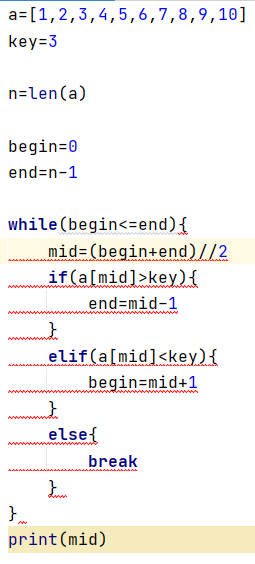 a=[1,2,3,4,5,6,7,8,9,10]
key=3

n=len(a)

begin=0
end=n-1

while(begin<=end){
    mid=(begin+end)//2
    if(a[mid]>key){
        end=mid-1
    }
    elif(a[mid]<key){
        begin=mid+1
    }
    else{
        break
    }
}
print(mid)